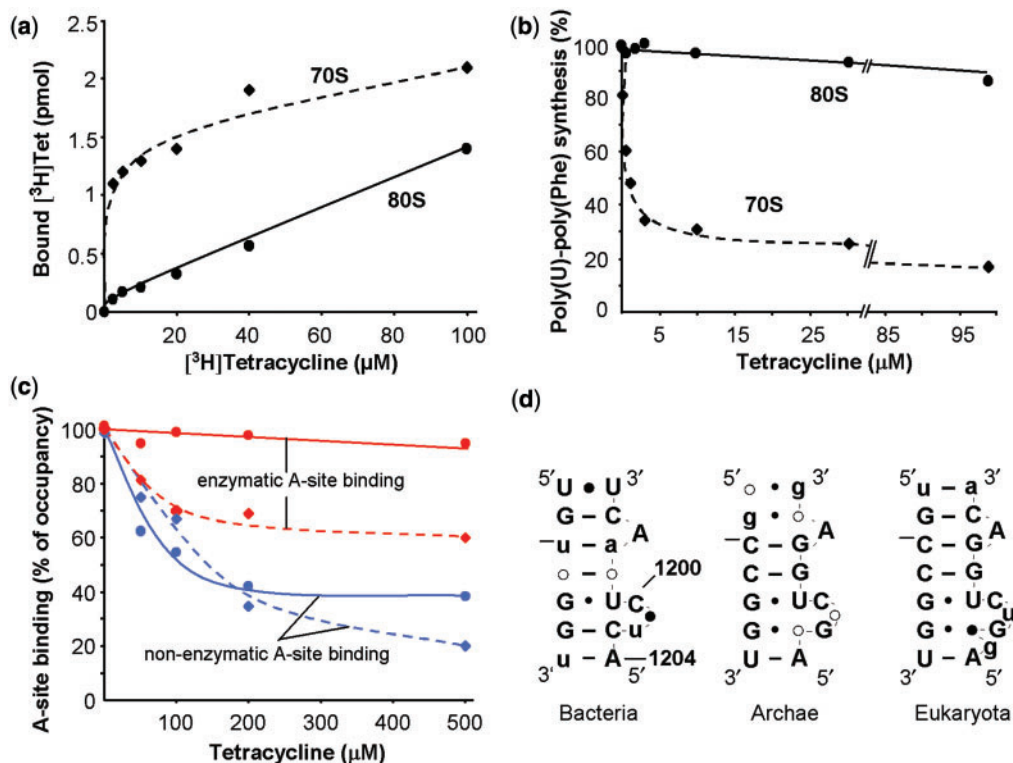 (a)
Bound [³H]Tet (pmol)
2.5
2
1.5
1
0.5
0
70S
80S
0 20 40 60 80 100
[³H]Tetracycline (µM)
(b)
Poly(U)-poly(Phe) synthesis (%)
100
80
60
40
20
0
80S
70S
5 15 25 85 95
Tetracycline (µM)
(c)
A-site binding (% of occupancy)
100
80
60
40
20
0
enzymatic A-site binding
non-enzymatic A-site binding
100 200 300 400 500
Tetracycline (µM)
(d)
5′ 3′
U U
G C
A
u a
U C
G u
G C
u A
1200
1204
3′ 5′
Bacteria
5′ 3′
g
g
A
C G
C G
G U C
G G
U A
3′ 5′
Archae
5′ 3′
u a
G C
A
C G
C G
G U C
u
G G
g
U A
3′ 5′
Eukaryota